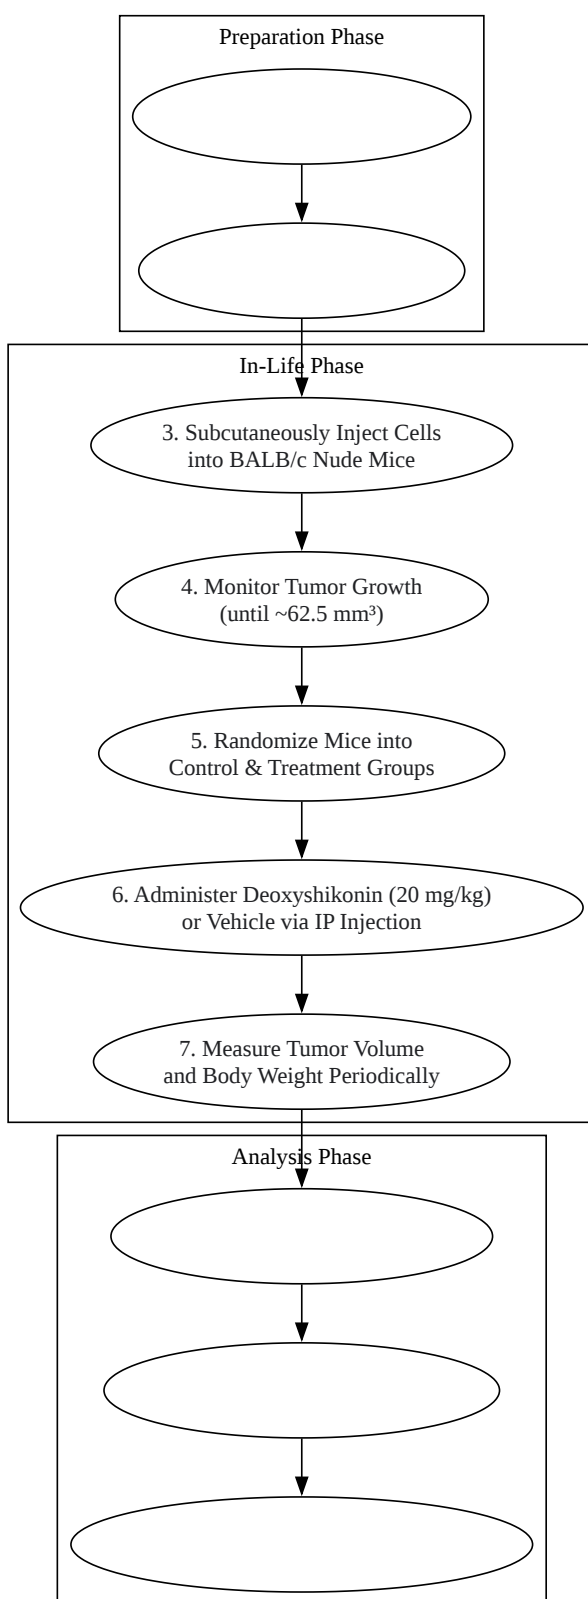 Preparation Phase
In-Life Phase
3. Subcutaneously Inject Cells
into BALB/c Nude Mice
4. Monitor Tumor Growth
(until ~62.5 mm³)
5. Randomize Mice into
Control & Treatment Groups
6. Administer Deoxyshikonin (20 mg/kg)
or Vehicle via IP Injection
7. Measure Tumor Volume
and Body Weight Periodically
Analysis Phase